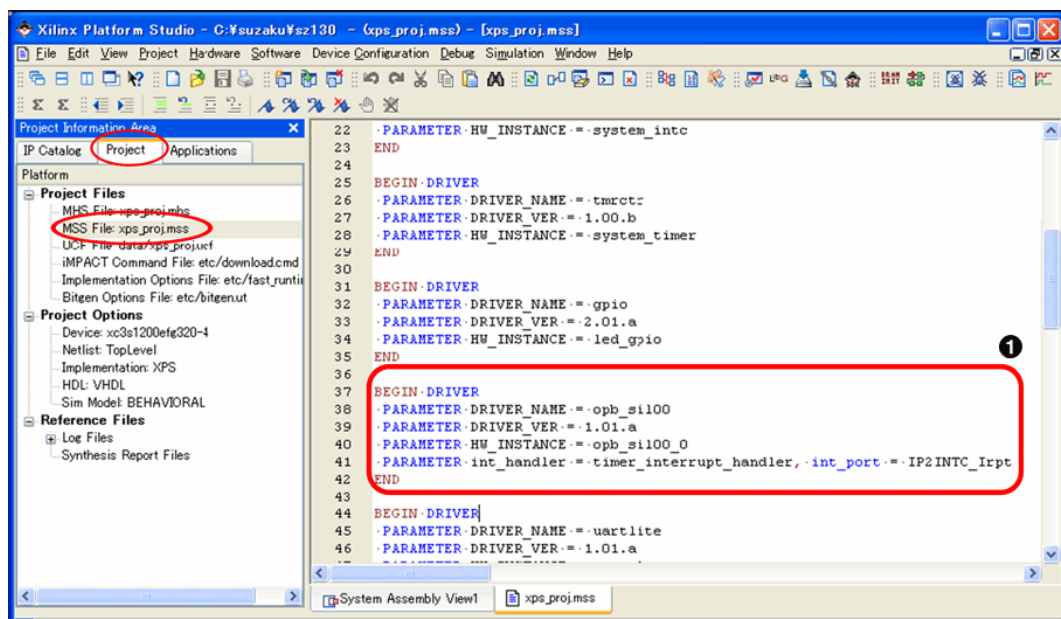 Xilinx Platform Studio - C:¥suzaku¥sz130 - (xps_proj.mss) - [xps_proj.mss]
File Edit View Project Hardware Software Device Configuration Debug Simulation Window Help
Project Information Area
IP Catalog Project Applications
Platform
Project Files
MHS File: xps_proj.mhs
MSS File: xps_proj.mss
UCF File: data/xps_proj.ucf
iMPACT Command File: etc/download.cmd
Implementation Options File: etc/fast_runti
Bitgen Options File: etc/bitgen.ut
Project Options
Device: xc3s1200efg320-4
Netlist: TopLevel
Implementation: XPS
HDL: VHDL
Sim Model: BEHAVIORAL
Reference Files
Log Files
Synthesis Report Files
22 PARAMETER HW_INSTANCE = system_intc
23 END
24
25 BEGIN DRIVER
26 PARAMETER DRIVER_NAME = tmrctr
27 PARAMETER DRIVER_VER = 1.00.b
28 PARAMETER HW_INSTANCE = system_timer
29 END
30
31 BEGIN DRIVER
32 PARAMETER DRIVER_NAME = gpio
33 PARAMETER DRIVER_VER = 2.01.a
34 PARAMETER HW_INSTANCE = led_gpio
35 END
❶
36
37 BEGIN DRIVER
38 PARAMETER DRIVER_NAME = opb_sil00
39 PARAMETER DRIVER_VER = 1.01.a
40 PARAMETER HW_INSTANCE = opb_sil00_0
41 PARAMETER int_handler = timer_interrupt_handler, int_port = IP2INTC_Irpt
42 END
43
44 BEGIN DRIVER
45 PARAMETER DRIVER_NAME = uartlite
46 PARAMETER DRIVER_VER = 1.01.a
System Assembly View1 xps_proj.mss